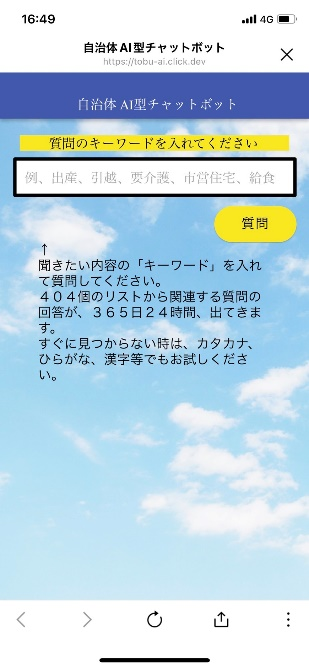 16:49
4G
自治体AI型チャットボット
https://tobu-ai.click.dev
自治体 AI型チャットボット
質問のキーワードを入れてください
例、出産、引越、要介護、市営住宅、給食
質問
↑
聞きたい内容の「キーワード」を入れ
て質問してください。
４０４個のリストから関連する質問の
回答が、３６５日２４時間、出てきま
す。
すぐに見つからない時は、カタカナ、
ひらがな、漢字等でもお試しくださ
い。